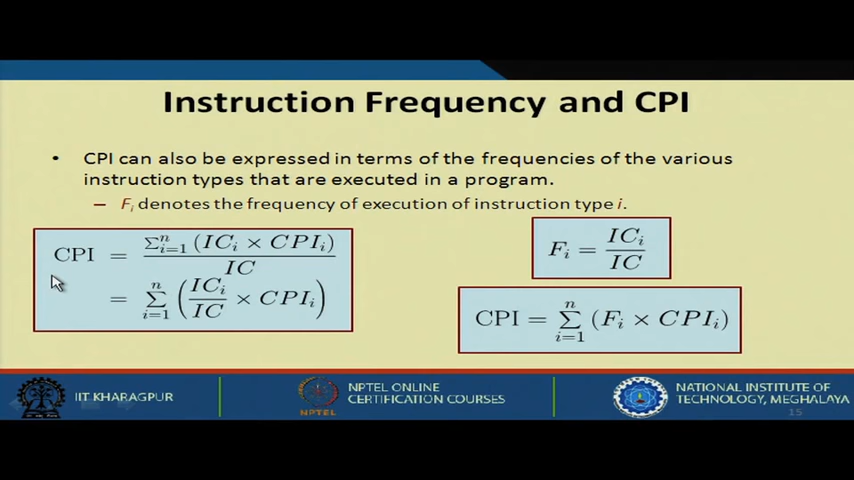 Instruction Frequency and CPI
• CPI can also be expressed in terms of the frequencies of the various
instruction types that are executed in a program.
– Fᵢ denotes the frequency of execution of instruction type i.
CPI = Σⁿᵢ₌₁ (ICᵢ × CPIᵢ) / IC
= Σⁿᵢ₌₁ (ICᵢ / IC × CPIᵢ)
Fᵢ = ICᵢ / IC
CPI = Σⁿᵢ₌₁ (Fᵢ × CPIᵢ)
IIT KHARAGPUR
NPTEL
NPTEL ONLINE
CERTIFICATION COURSES
NATIONAL INSTITUTE OF
TECHNOLOGY, MEGHALAYA
15